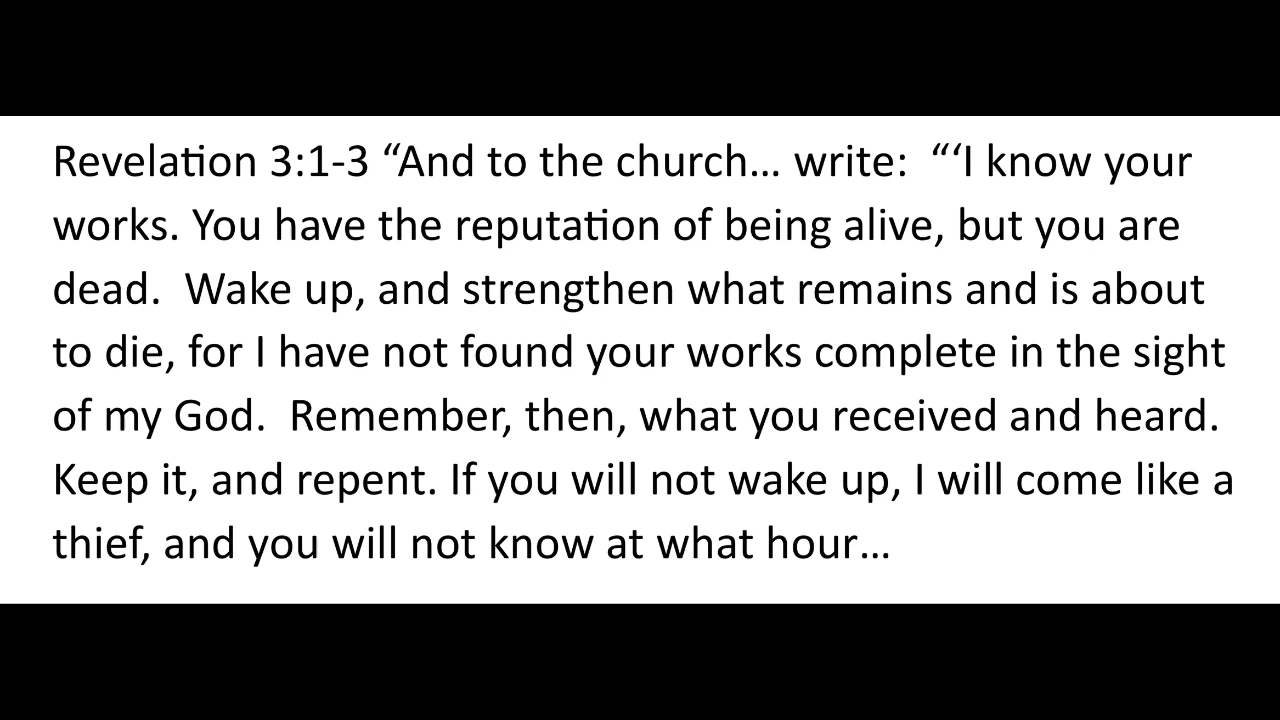 Revelation 3:1-3 “And to the church… write:  “‘I know your
works. You have the reputation of being alive, but you are
dead.  Wake up, and strengthen what remains and is about
to die, for I have not found your works complete in the sight
of my God.  Remember, then, what you received and heard.
Keep it, and repent. If you will not wake up, I will come like a
thief, and you will not know at what hour…